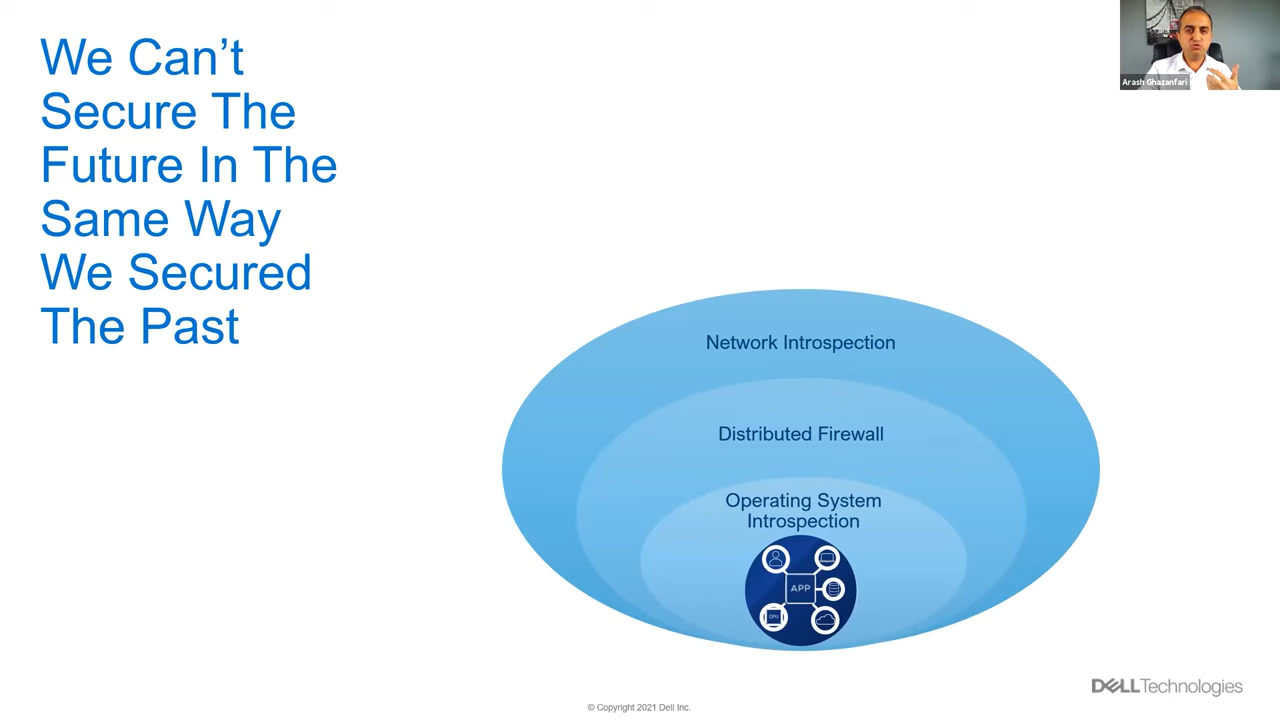 We Can’t
Secure The
Future In The
Same Way
We Secured
The Past
Arash Ghazanfari
Network Introspection
Distributed Firewall
Operating System
Introspection
APP
CPU
DELL Technologies
© Copyright 2021 Dell Inc.